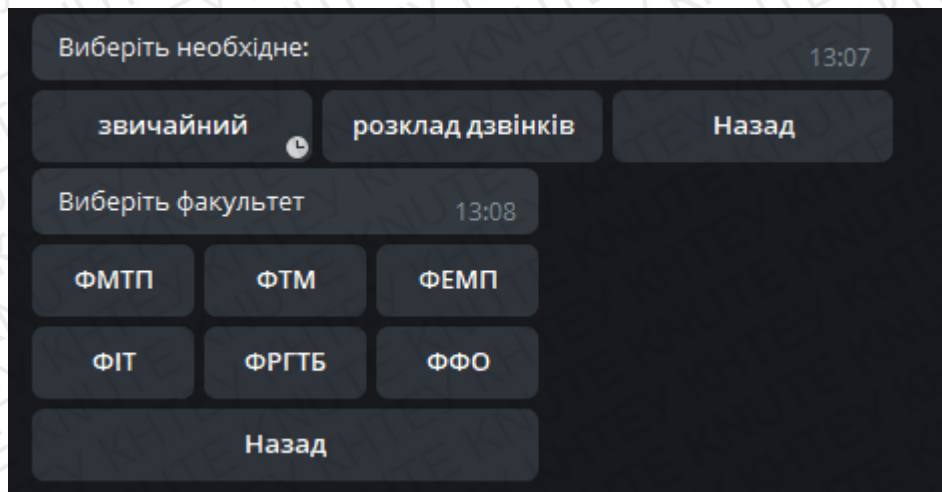 Виберіть необхідне:
13:07
звичайний розклад дзвінків Назад
Виберіть факультет
13:08
ФМТП ФТМ ФЕМП
ФІТ ФРГТБ ФФО
Назад